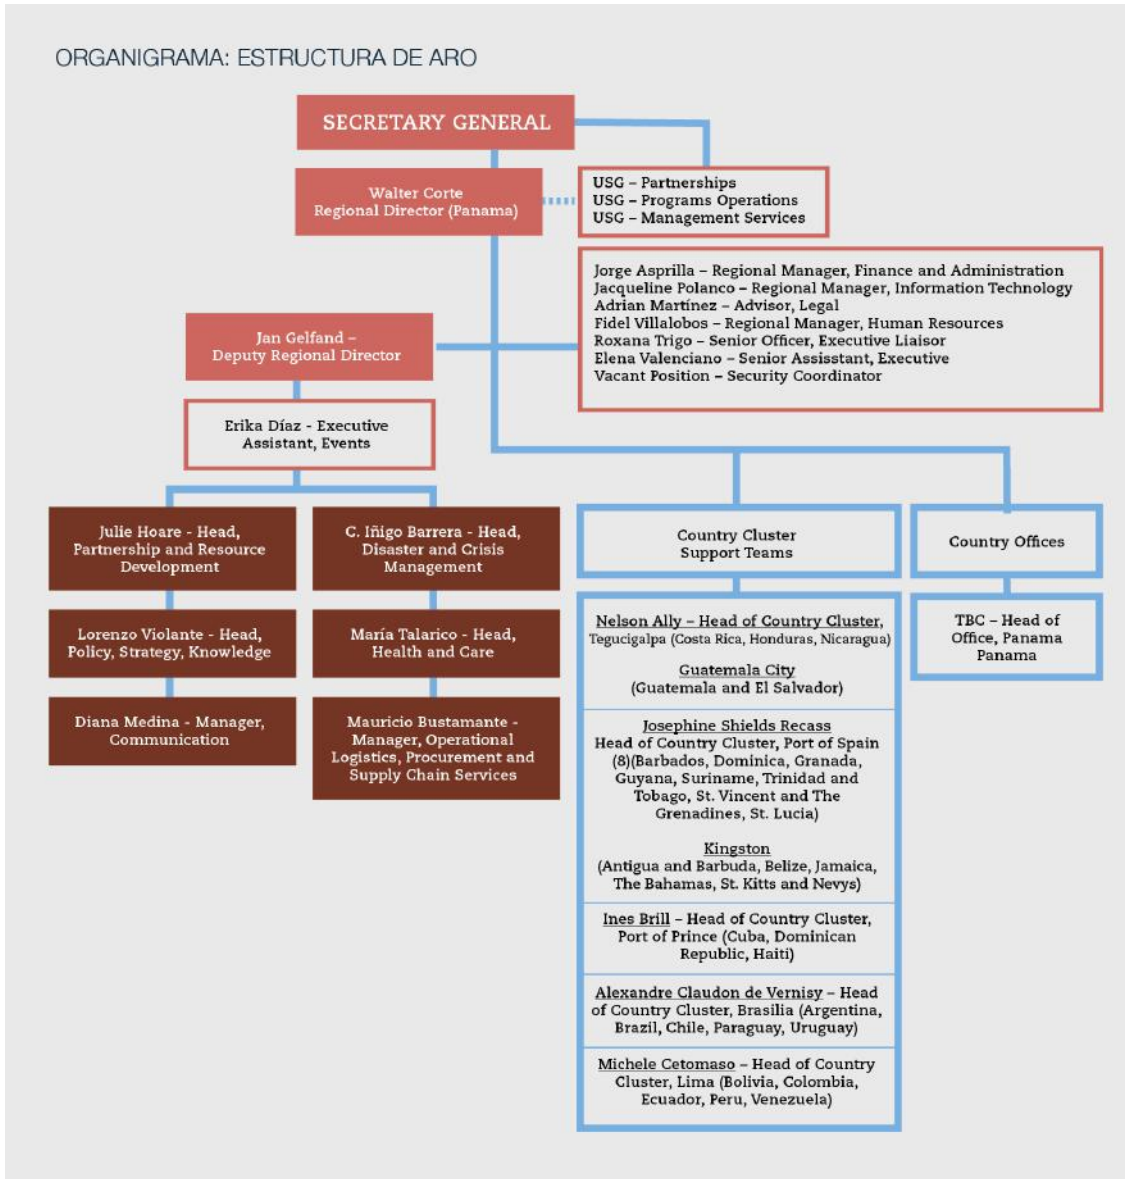 ORGANIGRAMA: ESTRUCTURA DE ARO
SECRETARY GENERAL
Walter Corte
Regional Director (Panama)
USG – Partnerships
USG – Programs Operations
USG – Management Services
Jorge Asprilla – Regional Manager, Finance and Administration
Jacqueline Polanco – Regional Manager, Information Technology
Adrian Martínez – Advisor, Legal
Fidel Villalobos – Regional Manager, Human Resources
Roxana Trigo – Senior Officer, Executive Liaisor
Elena Valenciano – Senior Assisstant, Executive
Vacant Position – Security Coordinator
Jan Gelfand –
Deputy Regional Director
Erika Díaz - Executive
Assistant, Events
Julie Hoare - Head,
Partnership and Resource
Development
Lorenzo Violante - Head,
Policy, Strategy, Knowledge
Diana Medina - Manager,
Communication
C. Iñigo Barrera - Head,
Disaster and Crisis
Management
María Talarico - Head,
Health and Care
Mauricio Bustamante -
Manager, Operational
Logistics, Procurement and
Supply Chain Services
Country Cluster
Support Teams
Nelson Ally – Head of Country Cluster,
Tegucigalpa (Costa Rica, Honduras, Nicaragua)
Guatemala City
(Guatemala and El Salvador)
Josephine Shields Recass
Head of Country Cluster, Port of Spain
(8)(Barbados, Dominica, Granada,
Guyana, Suriname, Trinidad and
Tobago, St. Vincent and The
Grenadines, St. Lucia)
Kingston
(Antigua and Barbuda, Belize, Jamaica,
The Bahamas, St. Kitts and Nevys)
Ines Brill – Head of Country Cluster,
Port of Prince (Cuba, Dominican
Republic, Haiti)
Alexandre Claudon de Vernisy – Head
of Country Cluster, Brasilia (Argentina,
Brazil, Chile, Paraguay, Uruguay)
Michele Cetomaso – Head of Country
Cluster, Lima (Bolivia, Colombia,
Ecuador, Peru, Venezuela)
Country Offices
TBC – Head of
Office, Panama
Panama